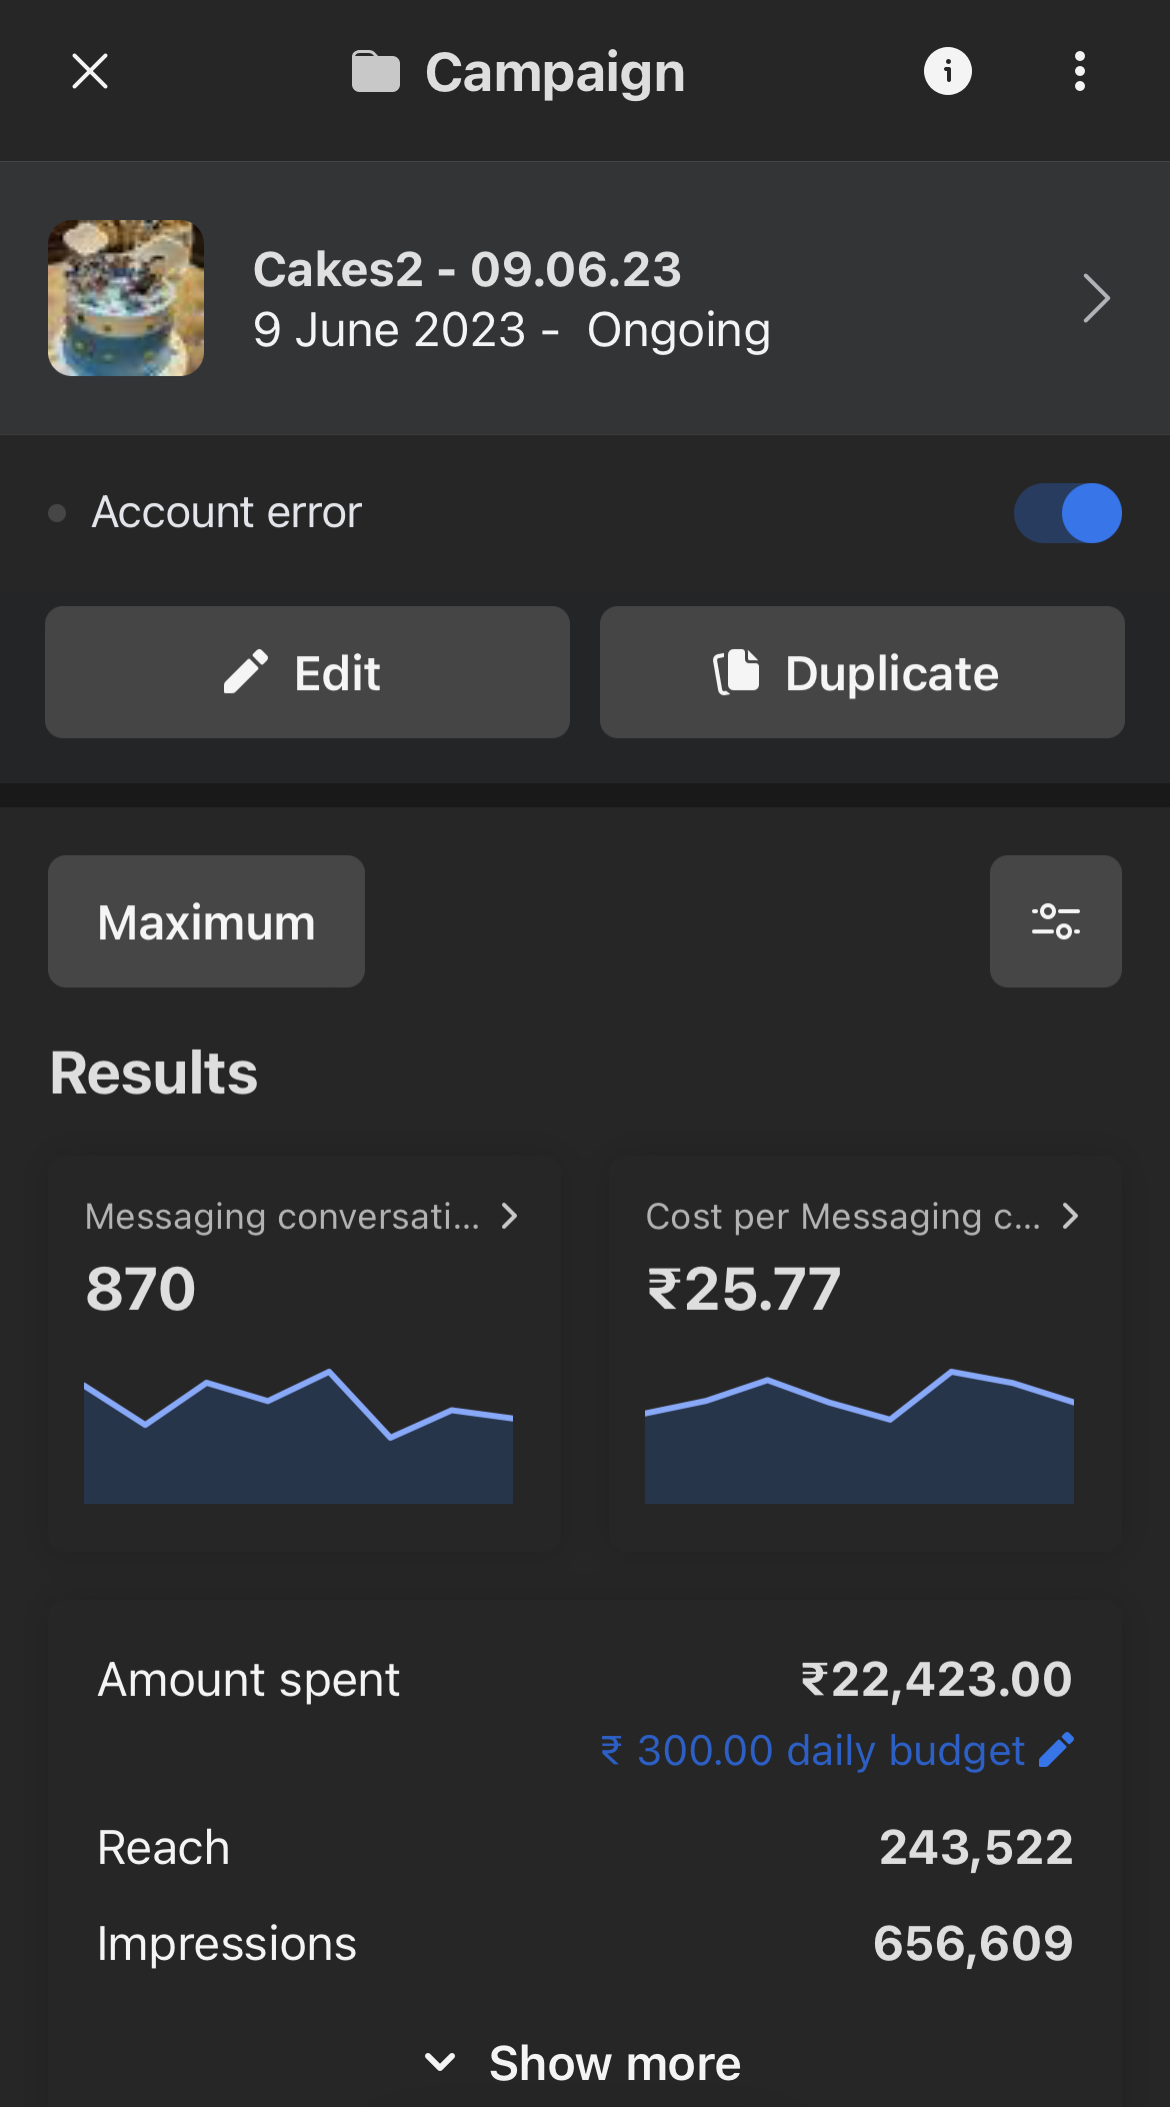 Campaign
Cakes2 - 09.06.23
9 June 2023 - Ongoing
Account error
Edit
Duplicate
Maximum
Results
Messaging conversati...
870
Cost per Messaging c...
₹25.77
Amount spent
₹22,423.00
₹ 300.00 daily budget
Reach
243,522
Impressions
656,609
Show more